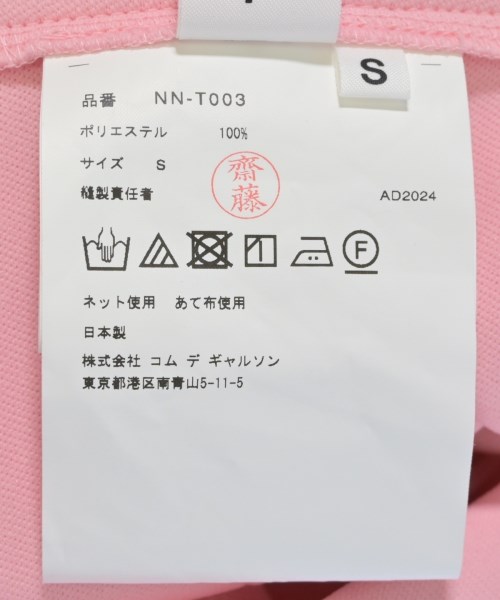 S
品番 NN-T003
ポリエステル 100%
サイズ S
縫製責任者 齋藤 AD2024
F
ネット使用 あて布使用
日本製
株式会社 コム デ ギャルソン
東京都港区南青山5-11-5